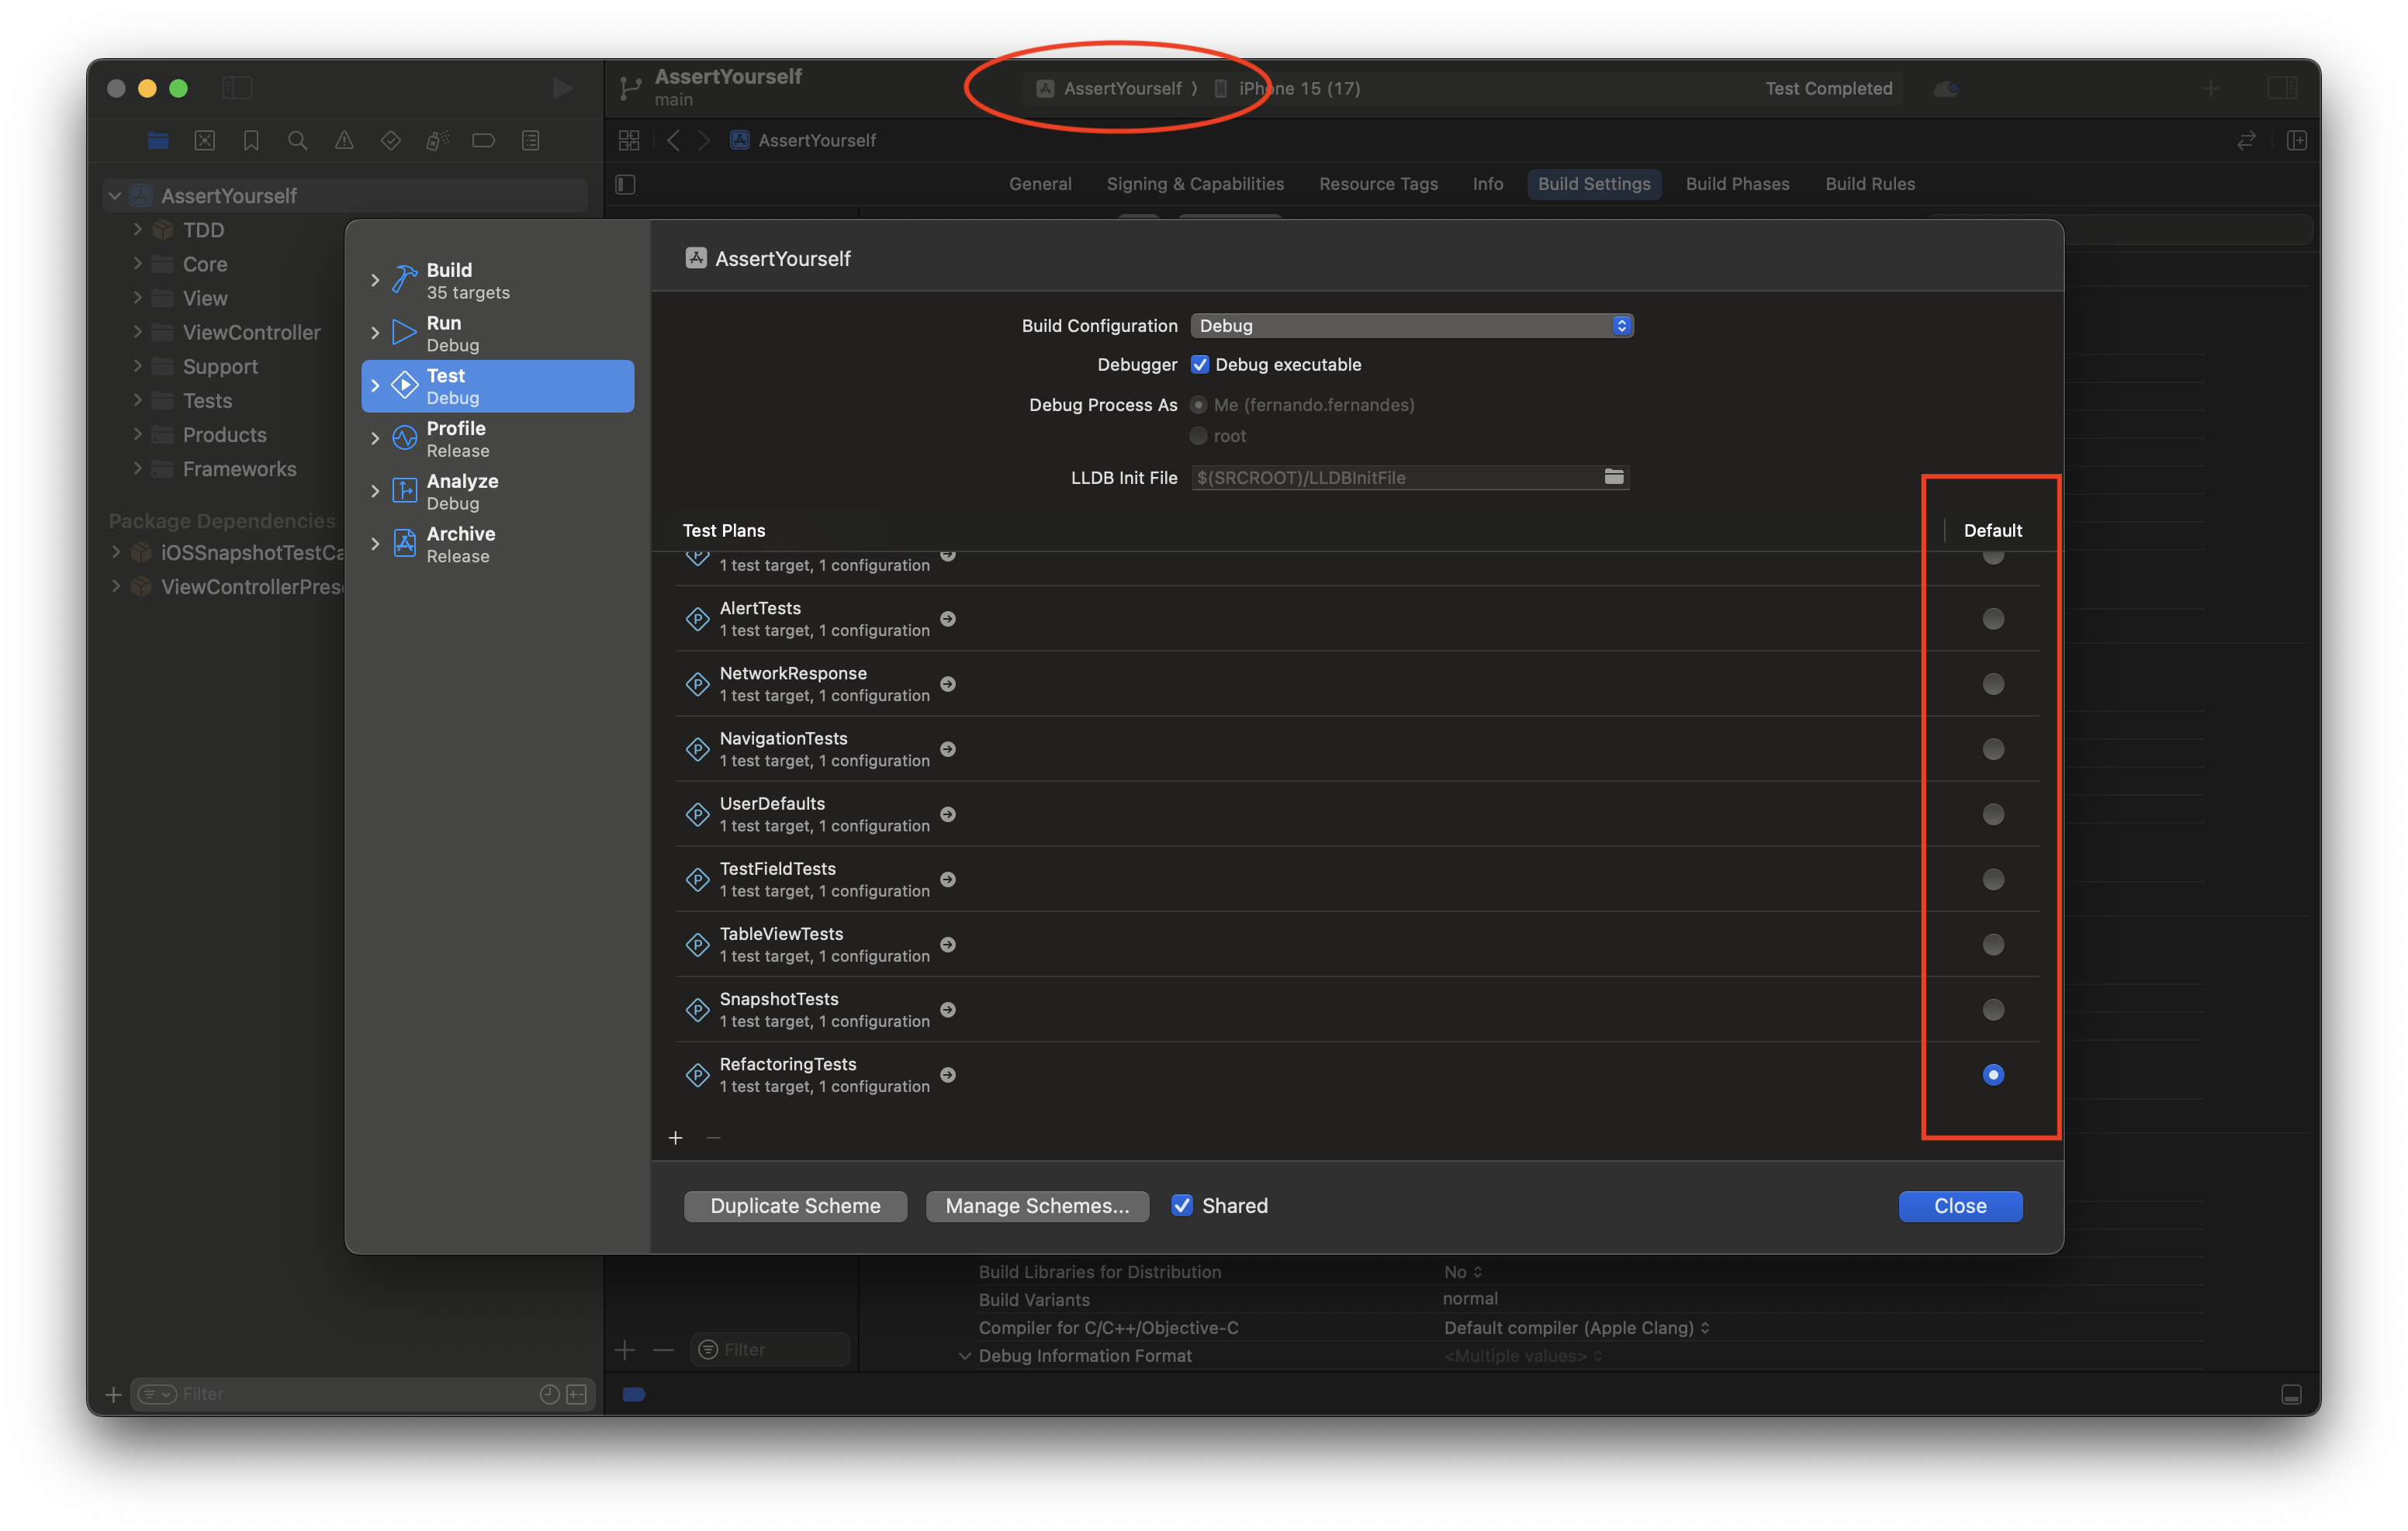 AssertYourself
main
AssertYourself ⟩ iPhone 15 (17)
Test Completed
AssertYourself
General Signing & Capabilities Resource Tags Info Build Settings Build Phases Build Rules
AssertYourself
TDD
Core
View
ViewController
Support
Tests
Products
Frameworks
Package Dependencies
iOSSnapshotTestCa
ViewControllerPres
Build
35 targets
Run
Debug
Test
Debug
Profile
Release
Analyze
Debug
Archive
Release
AssertYourself
Build Configuration Debug
Debugger Debug executable
Debug Process As Me (fernando.fernandes)
root
LLDB Init File $(SRCROOT)/LLDBInitFile
Test Plans Default
1 test target, 1 configuration
AlertTests
1 test target, 1 configuration
NetworkResponse
1 test target, 1 configuration
NavigationTests
1 test target, 1 configuration
UserDefaults
1 test target, 1 configuration
TestFieldTests
1 test target, 1 configuration
TableViewTests
1 test target, 1 configuration
SnapshotTests
1 test target, 1 configuration
RefactoringTests
1 test target, 1 configuration
Duplicate Scheme Manage Schemes... Shared Close
Build Libraries for Distribution No
Build Variants normal
Compiler for C/C++/Objective-C Default compiler (Apple Clang)
Debug Information Format <Multiple values>
Filter
Filter